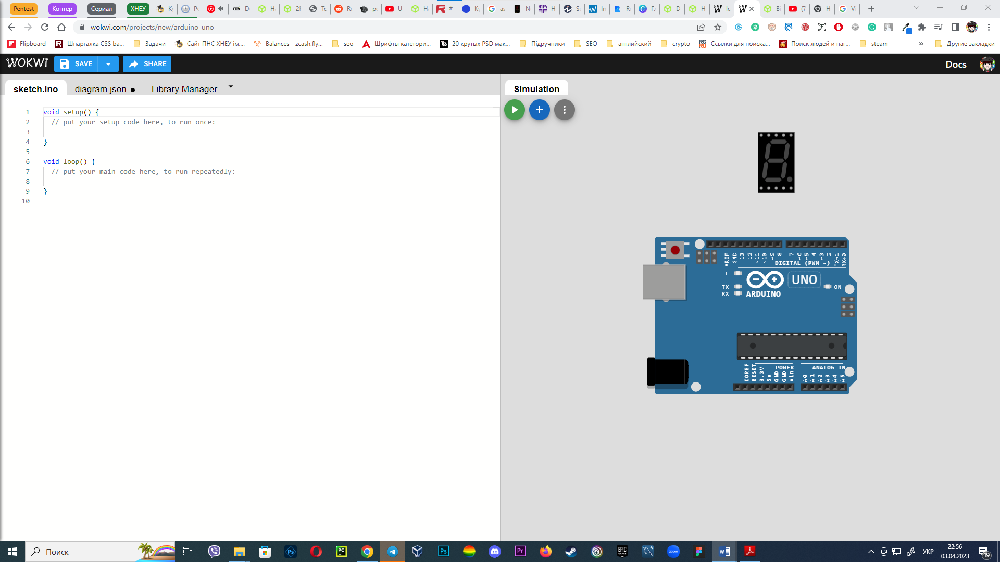 Pentest
Коптер
Сериал
ХНЕУ
wokwi.com/projects/new/arduino-uno
Flipboard
Шпаргалка CSS ba...
Задачи
Сайт ПНС ХНЕУ ім....
Balances - zcash.fly...
seo
Шрифты категори...
20 крутых PSD мак...
Підручники
SEO
английский
crypto
Ссылки для поиска...
Поиск людей и наг...
steam
»
Другие закладки
WOKWI
SAVE
SHARE
Docs
sketch.ino
diagram.json
Library Manager
Simulation
1 void setup() {
2 // put your setup code here, to run once:
3
4 }
5
6 void loop() {
7 // put your main code here, to run repeatedly:
8
9 }
10
AREF
GND
13
12
~11
~10
~9
8
7
~6
~5
4
~3
2
TX→1
RX←0
DIGITAL (PWM ~)
L
TX
RX
UNO
ON
ARDUINO
IOREF
RESET
3.3V
5V
GND
GND
Vin
POWER
ANALOG IN
A0
A1
A2
A3
A4
A5
Поиск
УКР
22:56
03.04.2023
19